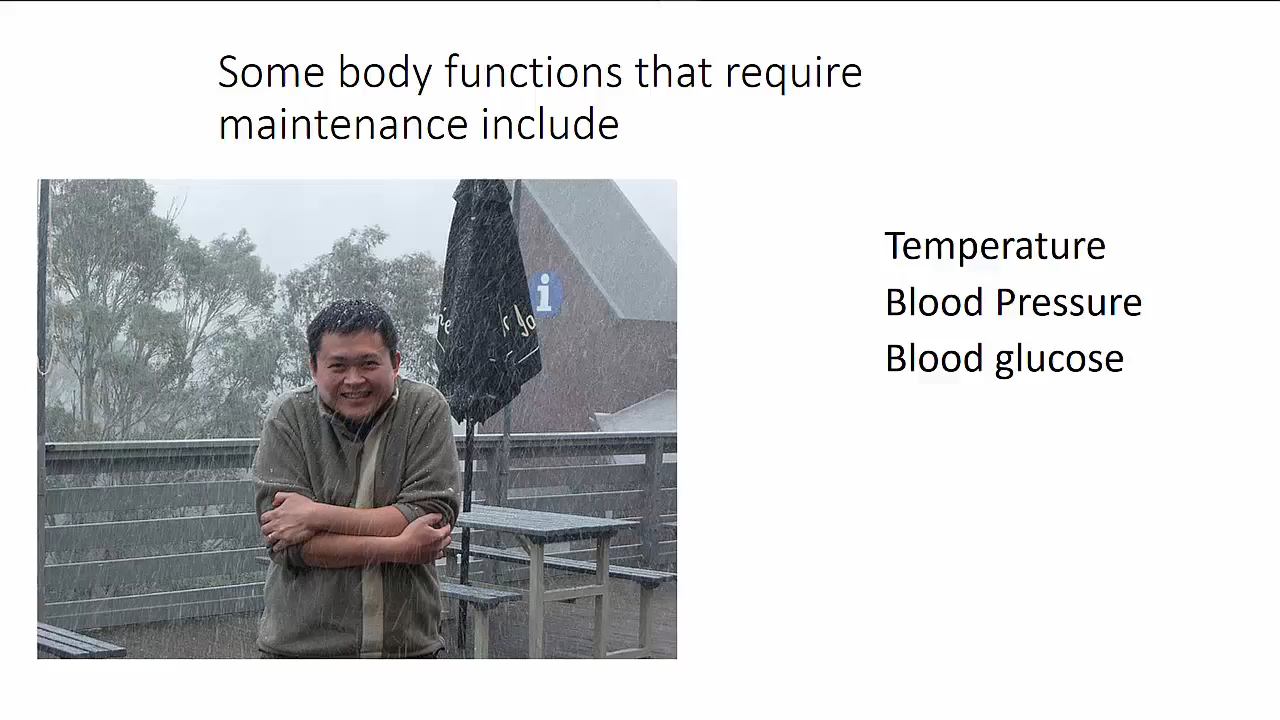 Some body functions that require
maintenance include
i
Temperature
Blood Pressure
Blood glucose